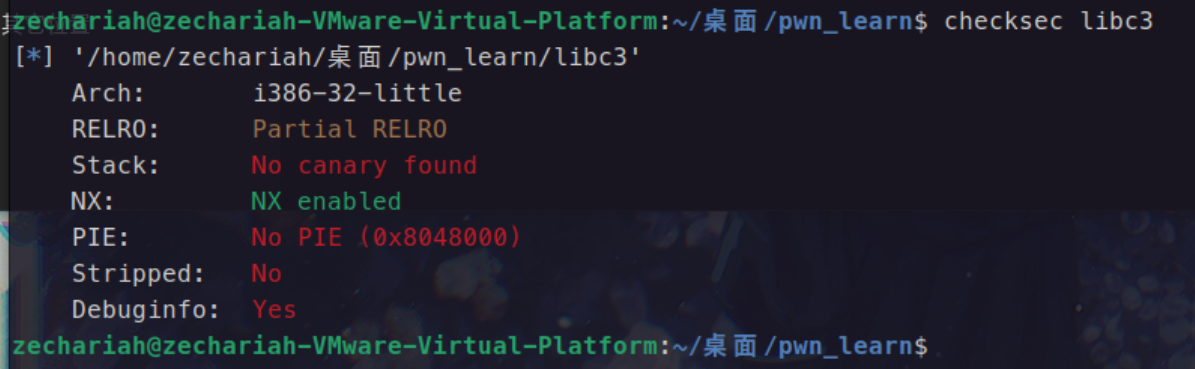 zechariah@zechariah-VMware-Virtual-Platform:~/桌面/pwn_learn$ checksec libc3
[*] '/home/zechariah/桌面/pwn_learn/libc3'
Arch: i386-32-little
RELRO: Partial RELRO
Stack: No canary found
NX: NX enabled
PIE: No PIE (0x8048000)
Stripped: No
Debuginfo: Yes
zechariah@zechariah-VMware-Virtual-Platform:~/桌面/pwn_learn$